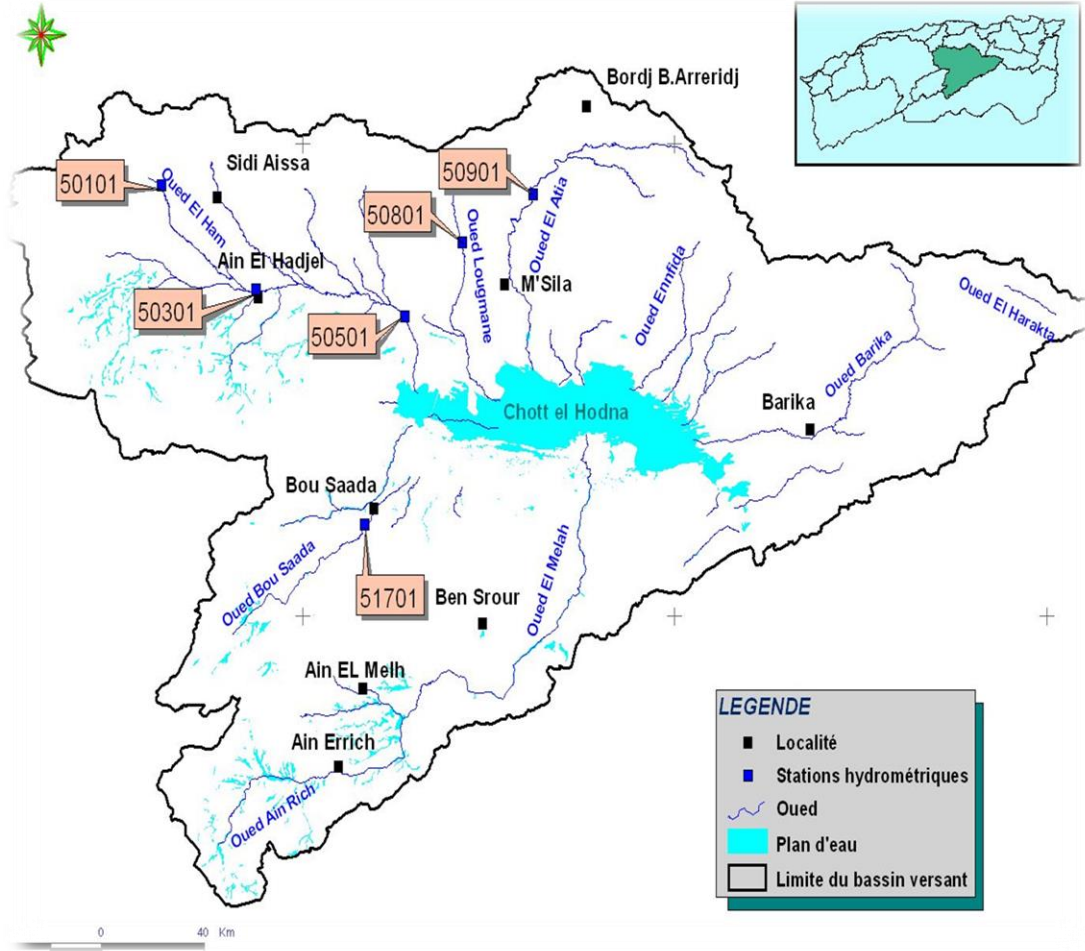 Bordj B.Arreridj
Sidi Aissa
50101
50901
Oued El Ham
50801
Oued El Atia
Oued Lougmane
Ain El Hadjel
M'Sila
50301
50501
Oued Ennfida
Oued El Harakta
Oued Barika
Chott el Hodna
Barika
Bou Saada
Oued Bou Saada
51701
Ben Srour
Oued El Melah
Ain EL Melh
Ain Errich
Oued Ain Rich
LEGENDE
Localité
Stations hydrométriques
Oued
Plan d'eau
Limite du bassin versant
0 40 Km